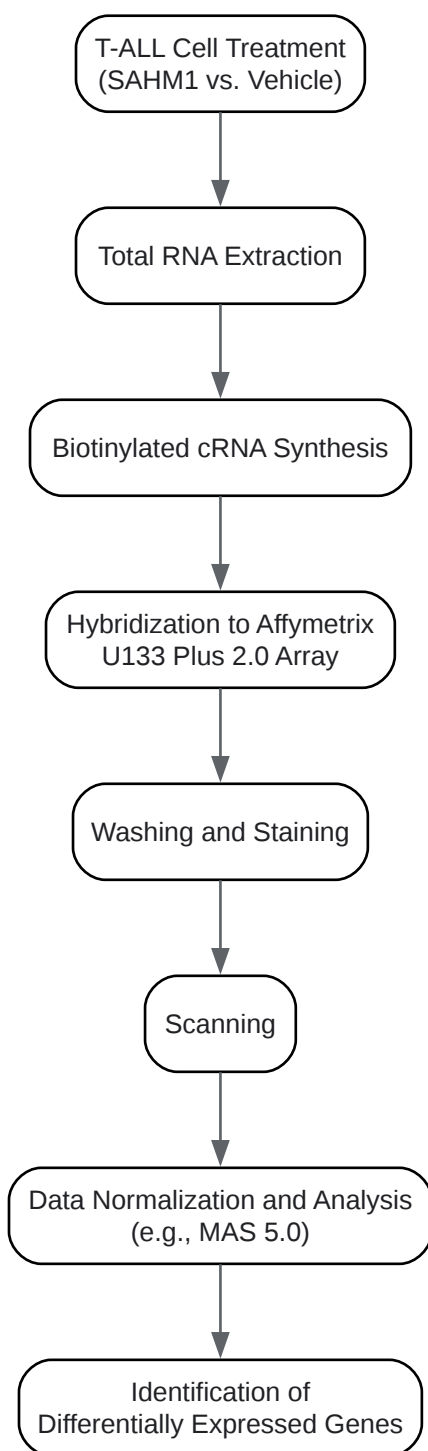 T-ALL Cell Treatment
(SAHM1 vs. Vehicle)
Total RNA Extraction
Biotinylated cRNA Synthesis
Hybridization to Affymetrix
U133 Plus 2.0 Array
Washing and Staining
Scanning
Data Normalization and Analysis
(e.g., MAS 5.0)
Identification of
Differentially Expressed Genes